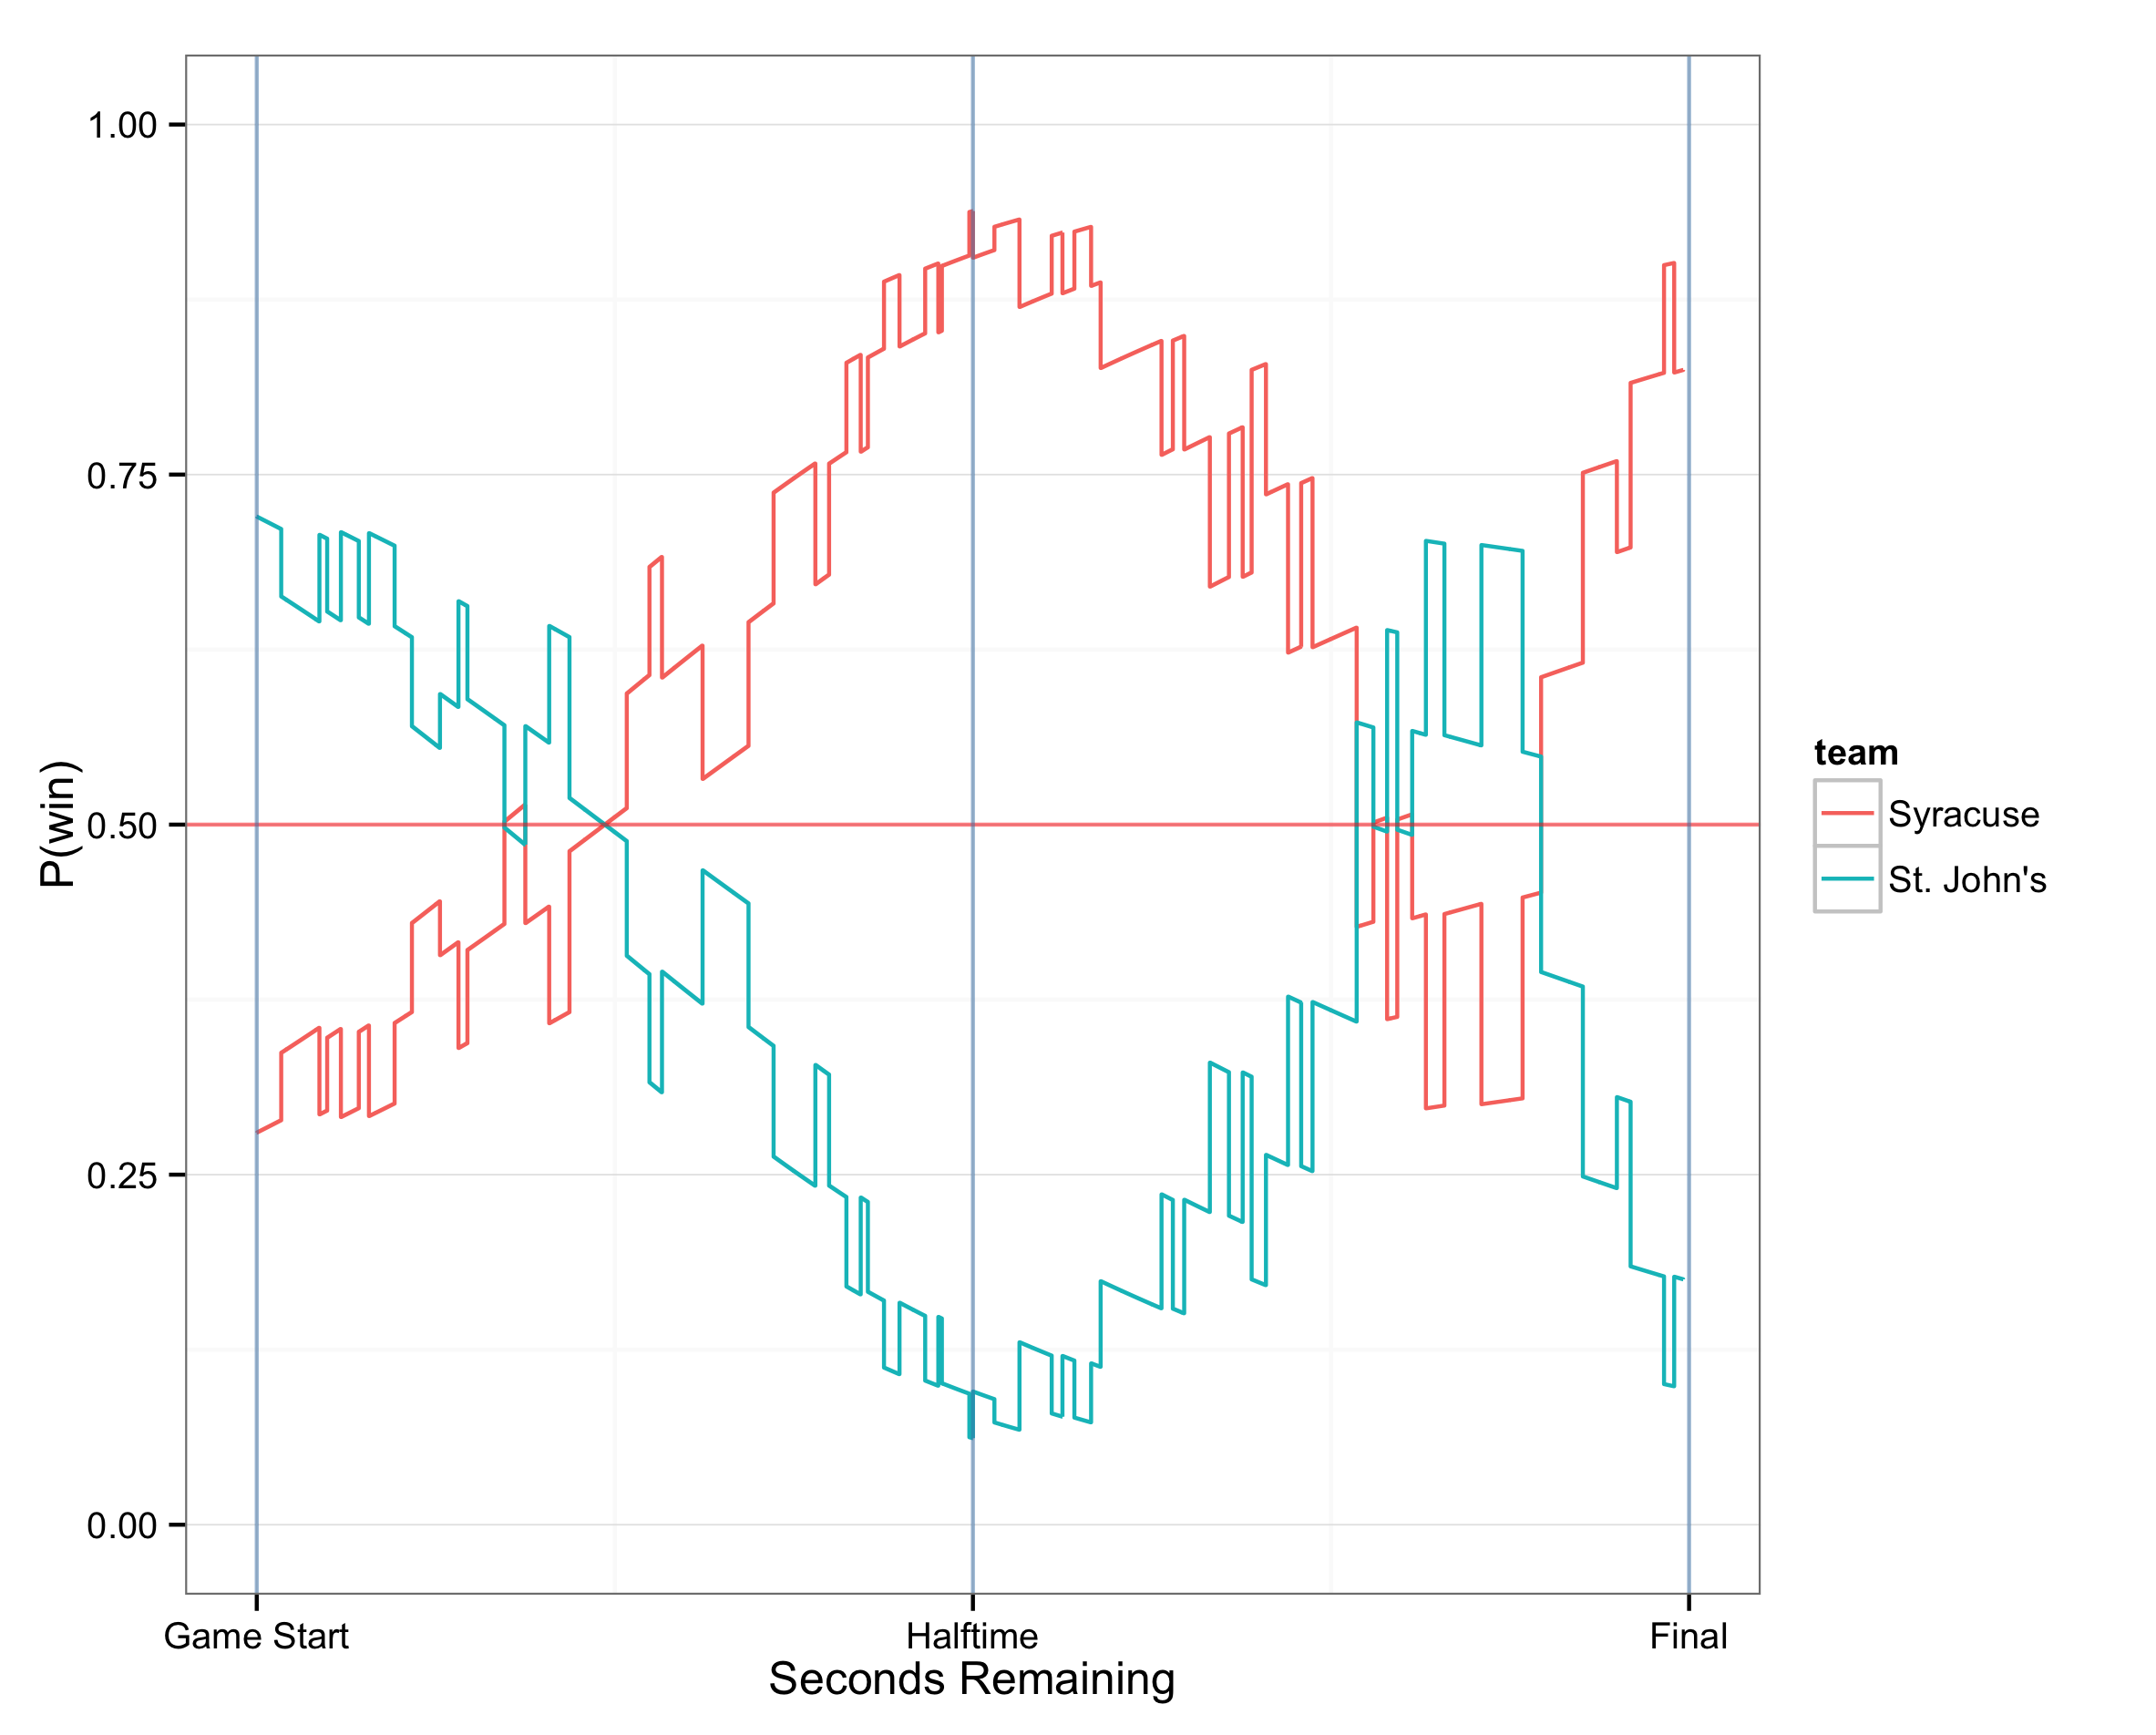 1.00
0.75
0.50
0.25
0.00
P(win)
Game Start
Halftime
Final
Seconds Remaining
team
Syracuse
St. John's